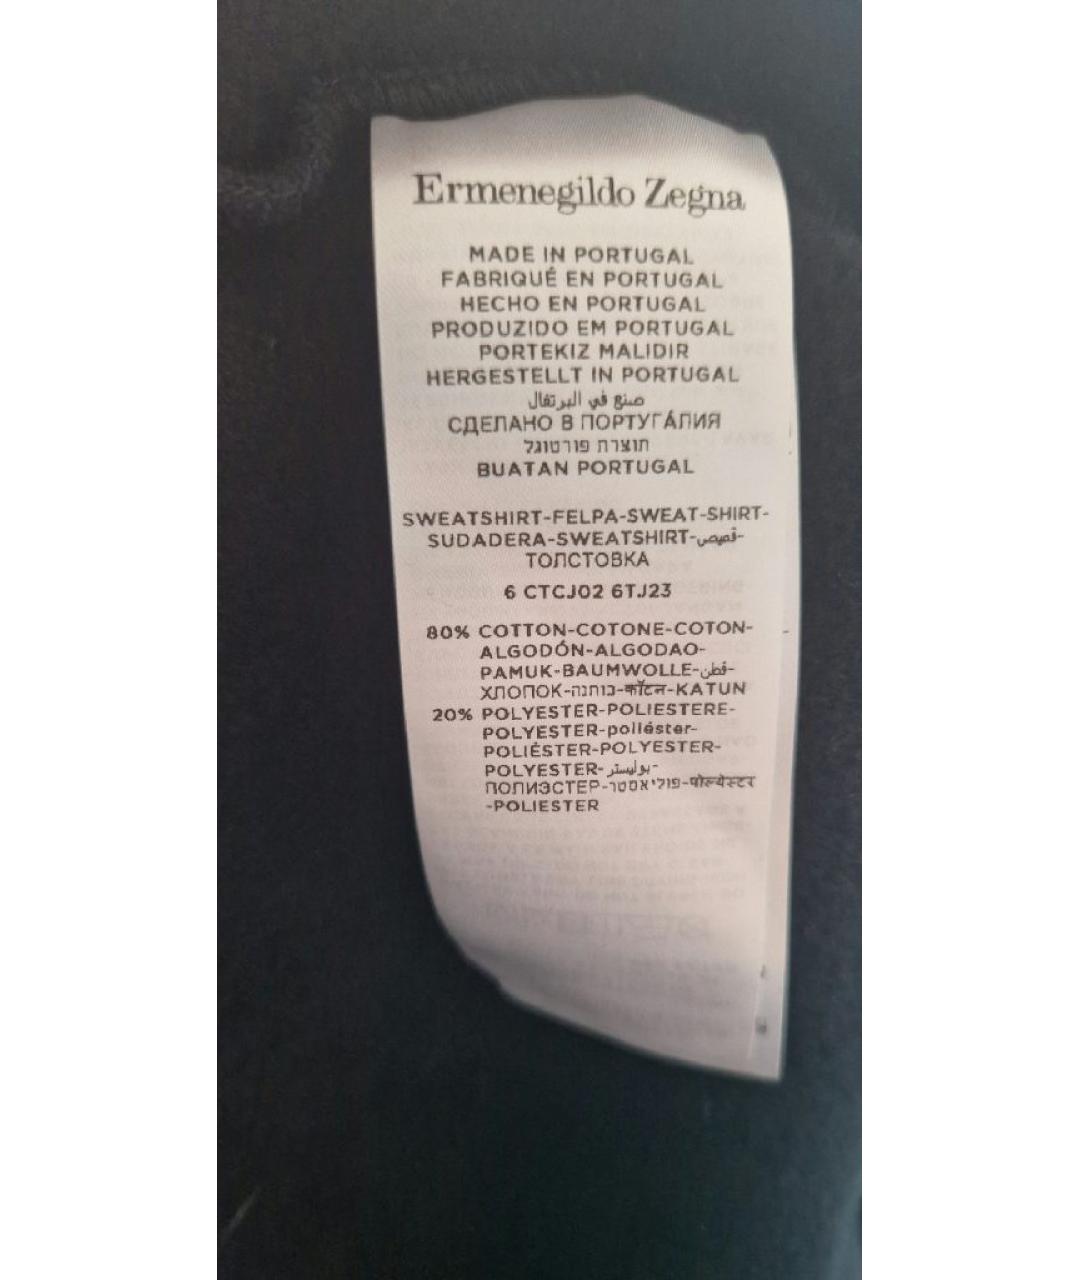 Ermenegildo Zegna
MADE IN PORTUGAL
FABRIQUÉ EN PORTUGAL
HECHO EN PORTUGAL
PRODUZIDO EM PORTUGAL
PORTEKIZ MALIDIR
HERGESTELLT IN PORTUGAL
صنع في البرتغال
СДЕЛАНО В ПОРТУГА́ЛИЯ
תוצרת פורטוגל
BUATAN PORTUGAL
SWEATSHIRT-FELPA-SWEAT-SHIRT-
SUDADERA-SWEATSHIRT-قميص-
ТОЛСТОВКА
6 CTCJ02 6TJ23
80% COTTON-COTONE-COTON-
ALGODÓN-ALGODAO-
PAMUK-BAUMWOLLE-قطن-
ХЛОПОК-כותנה-कॉटन-KATUN
20% POLYESTER-POLIESTERE-
POLYESTER-poliéster-
POLIÉSTER-POLYESTER-
POLYESTER-بوليستر-
ПОЛИЭСТЕР-פוליאסטר-पोल्येस्टर
-POLIESTER